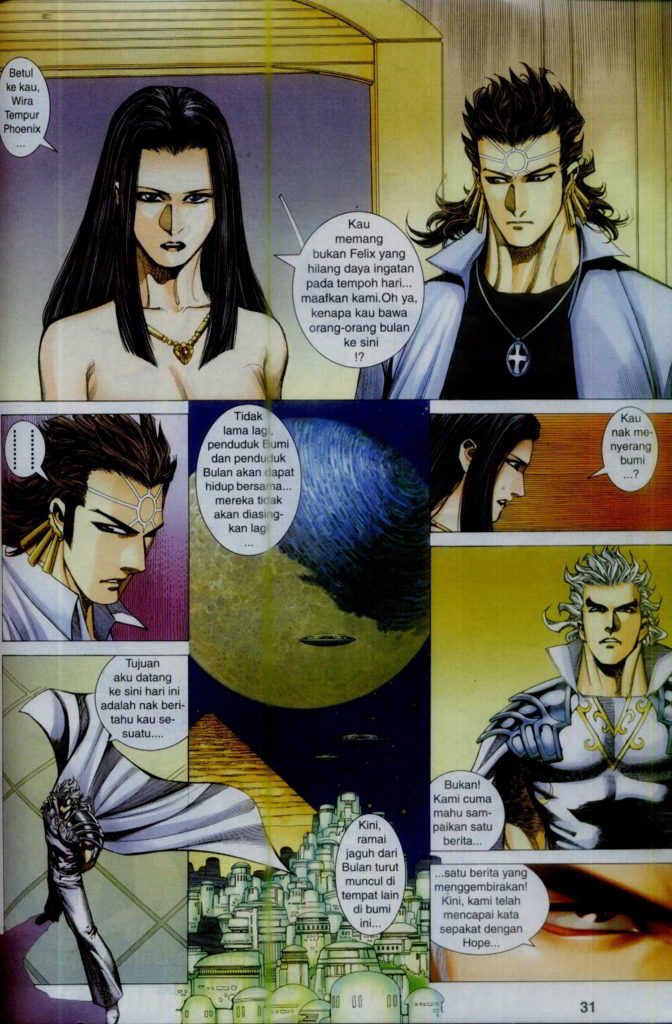 Betul
ke kau,
Wira
Tempur
Phoenix
...
Kau
memang
bukan Felix yang
hilang daya ingatan
pada tempoh hari...
maafkan kami.Oh ya,
kenapa kau bawa
orang-orang bulan
ke sini
!?
Tidak
lama lagi,
penduduk Bumi
dan penduduk
Bulan akan dapat
hidup bersama...
mereka tidak
akan diasing-
kan lagi
...
Kau
nak me-
nyerang
bumi
...?
Tujuan
aku datang
ke sini hari ini
adalah nak beri-
tahu kau se-
suatu....
Kini,
ramai
jaguh dari
Bulan turut
muncul di
tempat lain
di bumi
ini...
Bukan!
Kami cuma
mahu sam-
paikan satu
berita...
...satu berita yang
menggembirakan!
Kini, kami telah
mencapai kata
sepakat dengan
Hope...
31